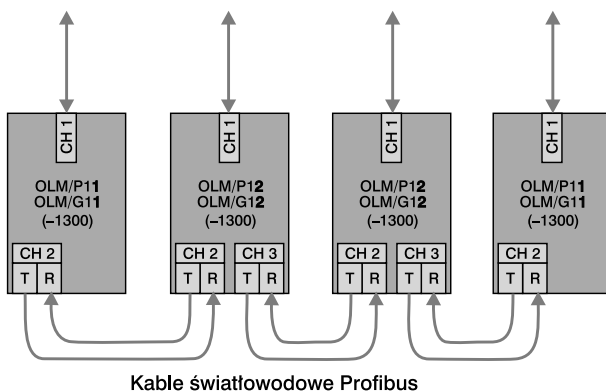 CH 1
CH 1
CH 1
CH 1
OLM/P11
OLM/G11
(–1300)
OLM/P12
OLM/G12
(–1300)
OLM/P12
OLM/G12
(–1300)
OLM/P11
OLM/G11
(–1300)
CH 2
T R
CH 2 CH 3
T R T R
CH 2 CH 3
T R T R
CH 2
T R
Kable światłowodowe Profibus